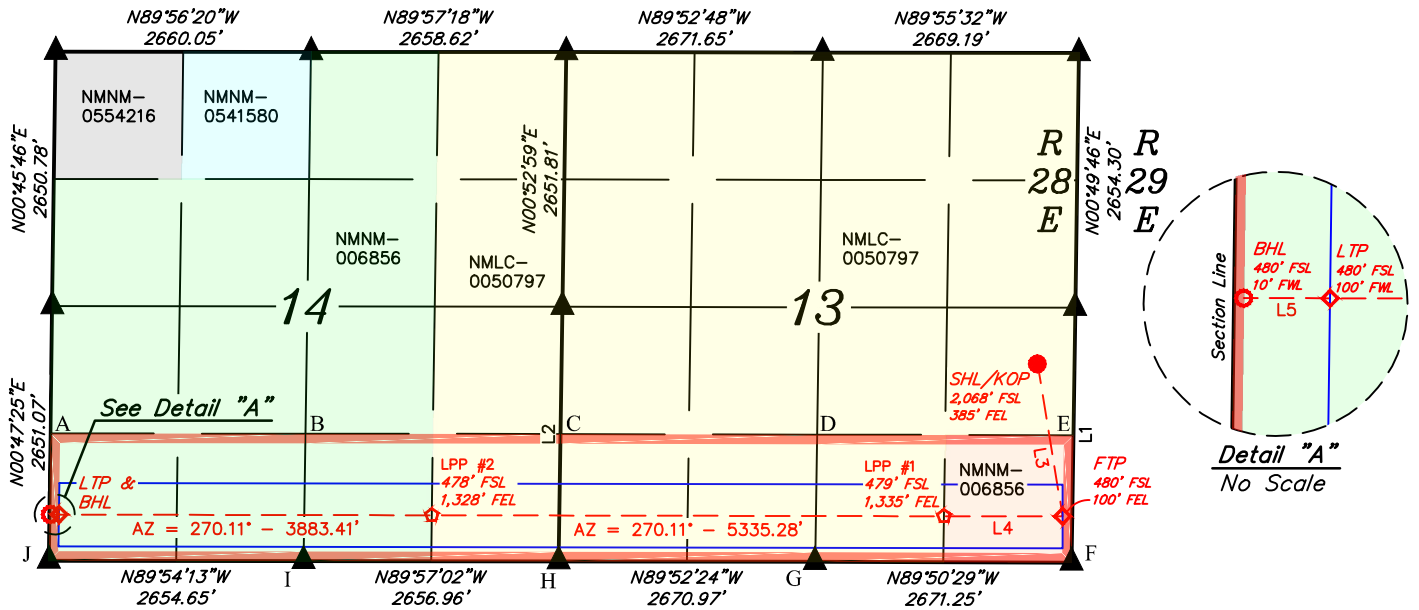 N89°56'20"W
2660.05'
N89°57'18"W
2658.62'
N89°52'48"W
2671.65'
N89°55'32"W
2669.19'
NMNM-
0554216
NMNM-
0541580
N00°45'46"E
2650.78'
N00°52'59"E
2651.81'
R
28
E
R
29
E
N00°49'46"E
2654.30'
NMNM-
006856
NMLC-
0050797
NMLC-
0050797
14
13
N00°47'25"E
2651.07'
See Detail "A"
A
B
C
D
E
L2
L1
SHL/KOP
2,068' FSL
385' FEL
L3
LTP &
BHL
LPP #2
478' FSL
1,328' FEL
LPP #1
479' FSL
1,335' FEL
NMNM-
006856
FTP
480' FSL
100' FEL
AZ = 270.11° - 3883.41'
AZ = 270.11° - 5335.28'
L4
J
I
H
G
F
N89°54'13"W
2654.65'
N89°57'02"W
2656.96'
N89°52'24"W
2670.97'
N89°50'29"W
2671.25'
Section Line
BHL
480' FSL
10' FWL
LTP
480' FSL
100' FWL
L5
Detail "A"
No Scale